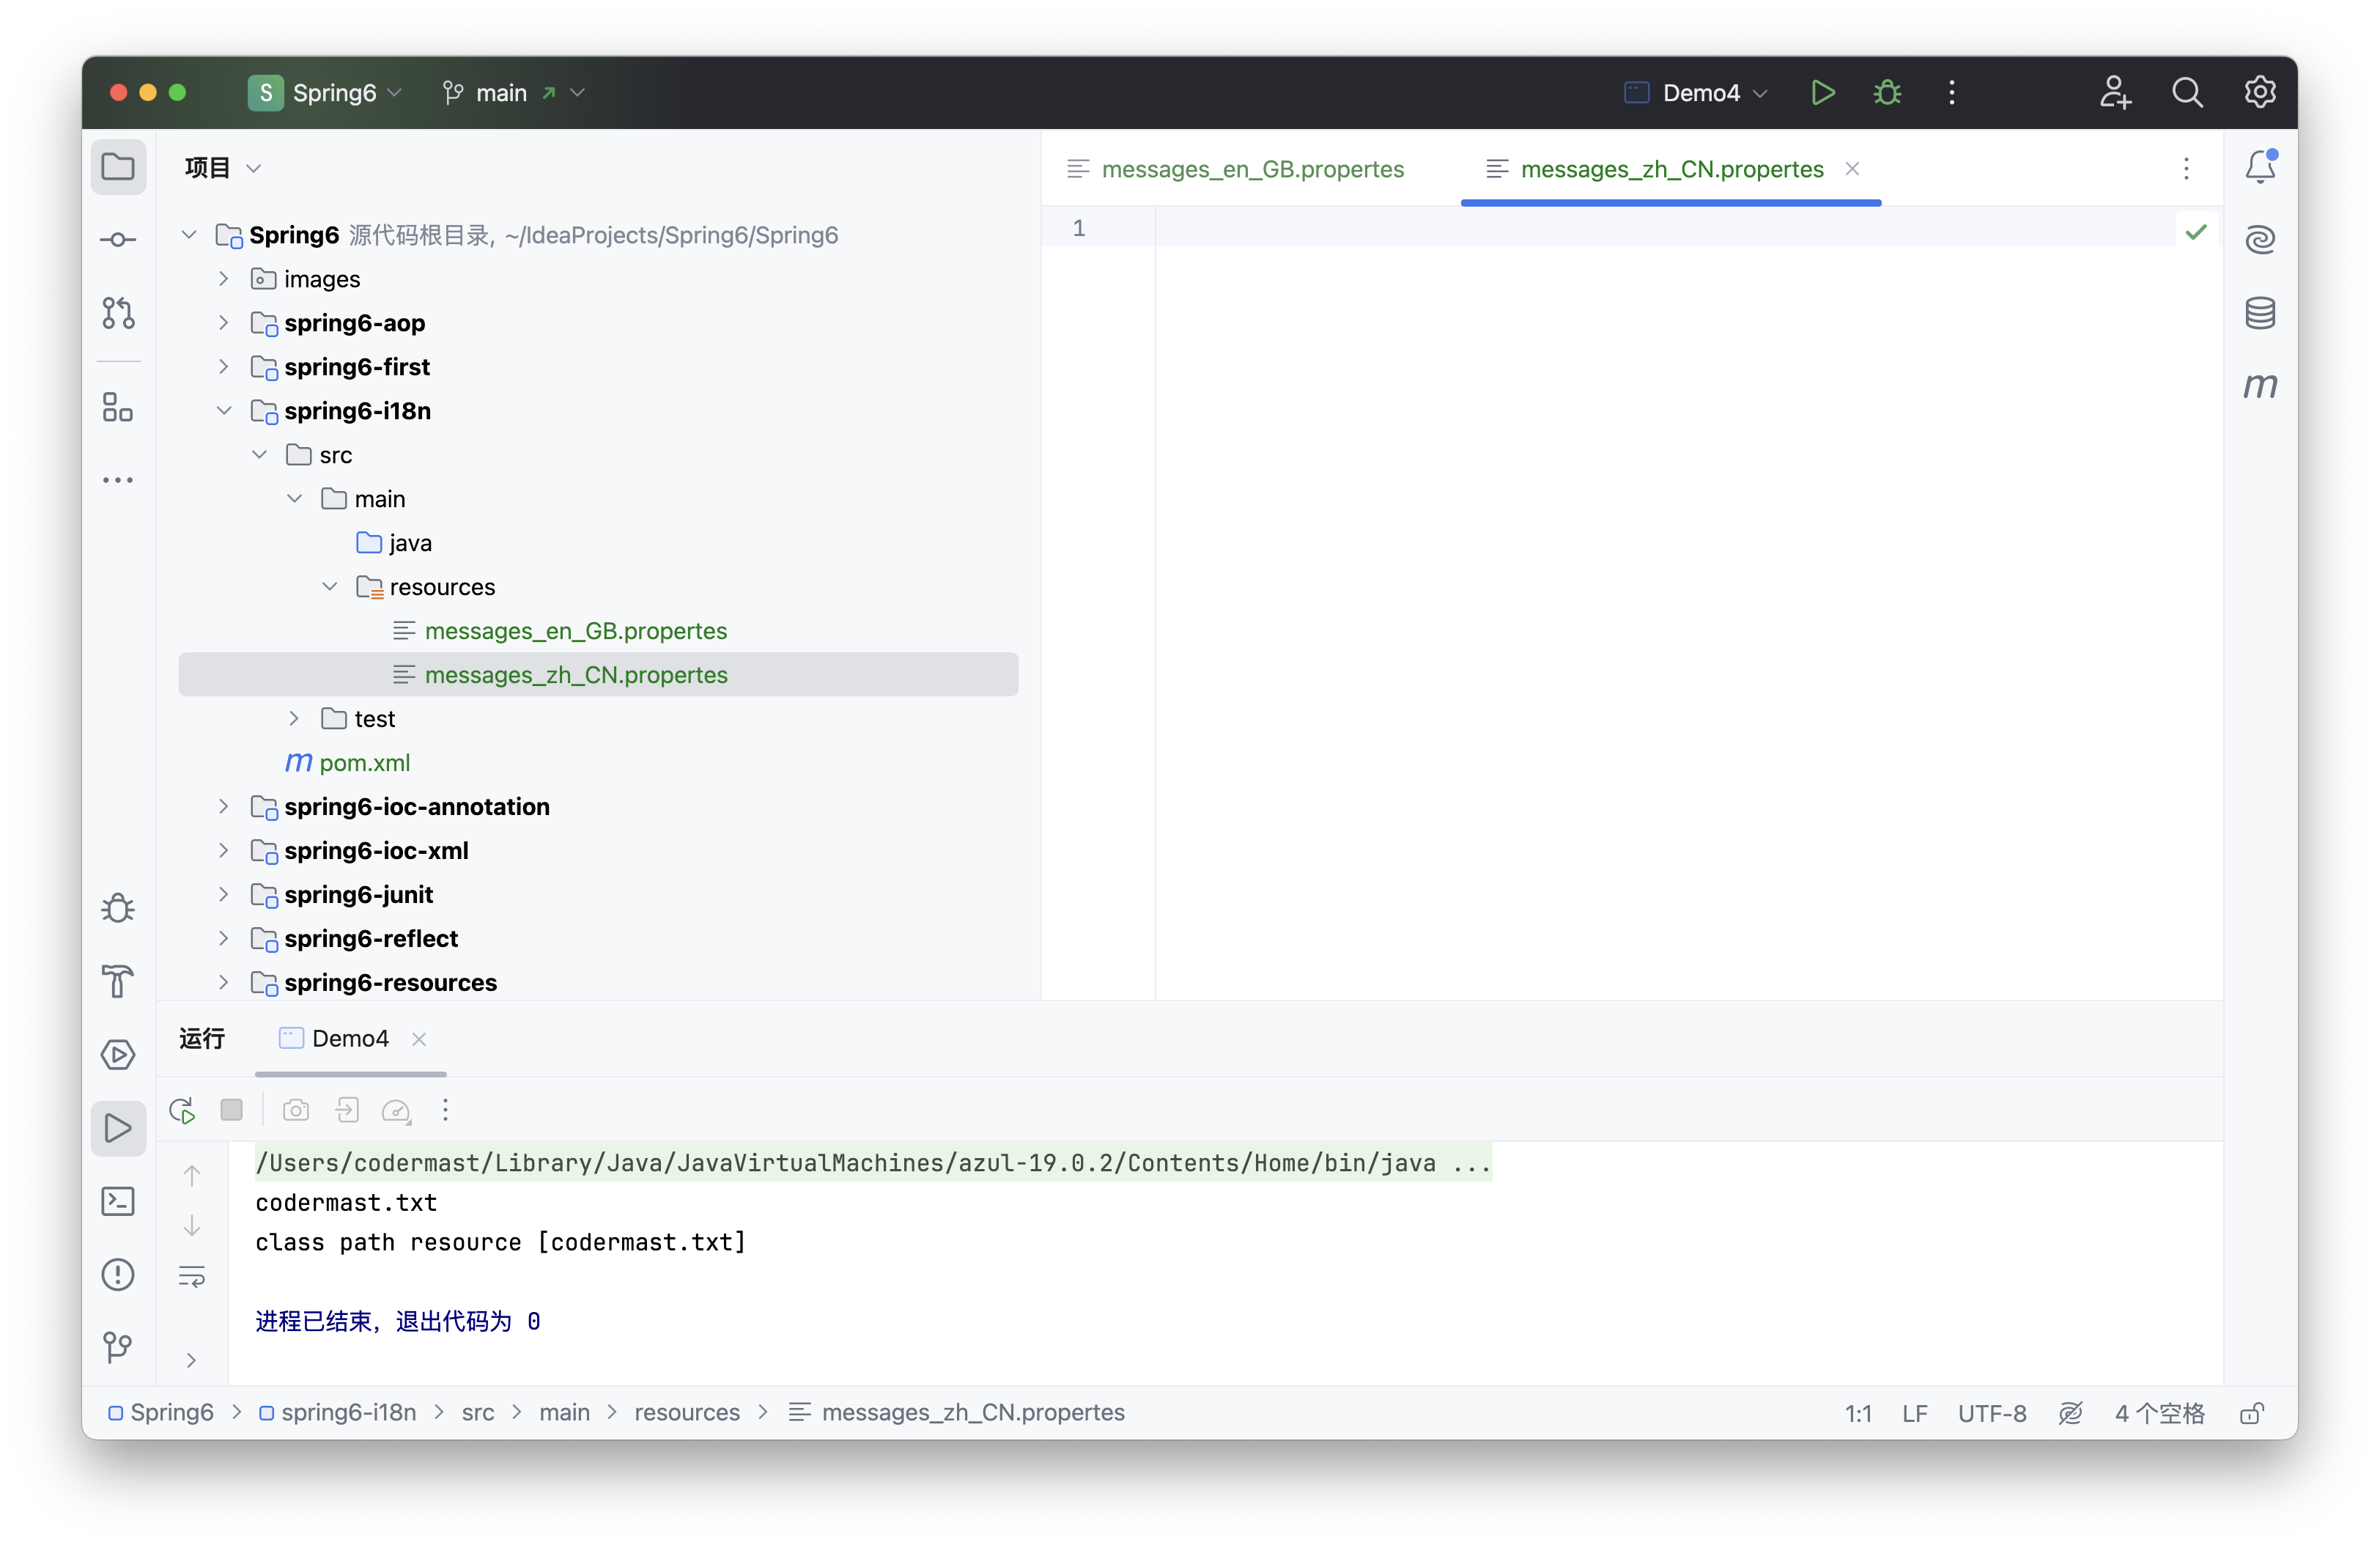 S Spring6 main Demo4
项目
messages_en_GB.propertes messages_zh_CN.propertes
Spring6 源代码根目录, ~/IdeaProjects/Spring6/Spring6
1
images
spring6-aop
spring6-first
spring6-i18n
src
main
java
resources
messages_en_GB.propertes
messages_zh_CN.propertes
test
m pom.xml
spring6-ioc-annotation
spring6-ioc-xml
spring6-junit
spring6-reflect
spring6-resources
m
运行 Demo4
/Users/codermast/Library/Java/JavaVirtualMachines/azul-19.0.2/Contents/Home/bin/java ...
codermast.txt
class path resource [codermast.txt]
进程已结束，退出代码为 0
Spring6 > spring6-i18n > src > main > resources > messages_zh_CN.propertes 1:1 LF UTF-8 4 个空格